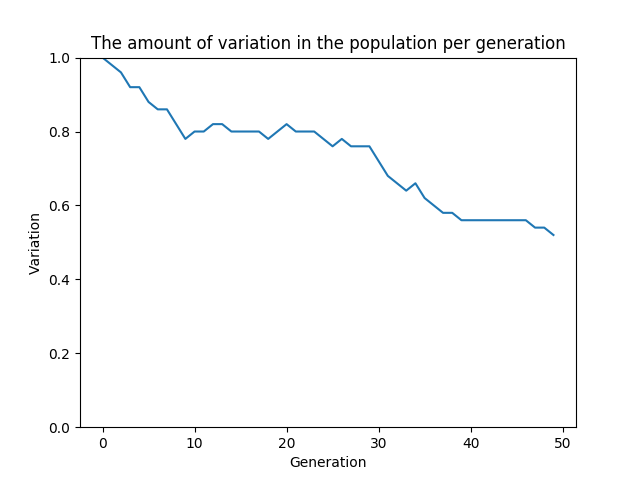 The amount of variation in the population per generation
1.0
0.8
0.6
0.4
0.2
0.0
Variation
0 10 20 30 40 50
Generation